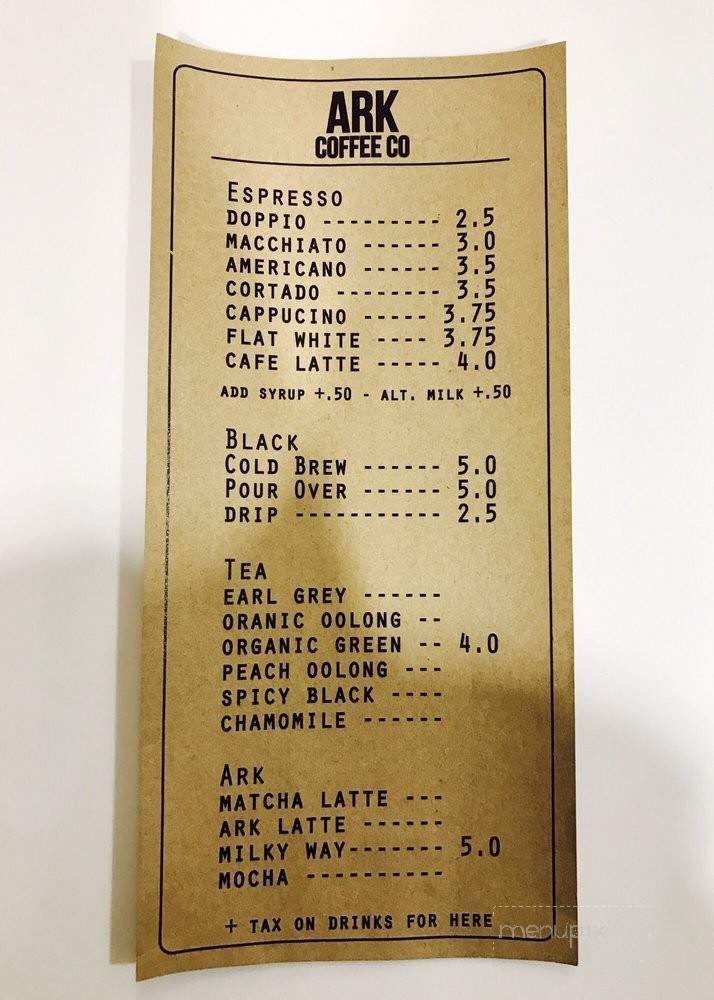 ARK
COFFEE CO
ESPRESSO
DOPPIO --------- 2.5
MACCHIATO ------ 3.0
AMERICANO ------ 3.5
CORTADO -------- 3.5
CAPPUCINO ----- 3.75
FLAT WHITE ---- 3.75
CAFE LATTE ----- 4.0
ADD SYRUP +.50 - ALT. MILK +.50
BLACK
COLD BREW ------ 5.0
POUR OVER ------ 5.0
DRIP ----------- 2.5
TEA
EARL GREY ------
ORANIC OOLONG --
ORGANIC GREEN -- 4.0
PEACH OOLONG ---
SPICY BLACK ----
CHAMOMILE ------
ARK
MATCHA LATTE ---
ARK LATTE ------
MILKY WAY------- 5.0
MOCHA ----------
+ TAX ON DRINKS FOR HERE
menupix